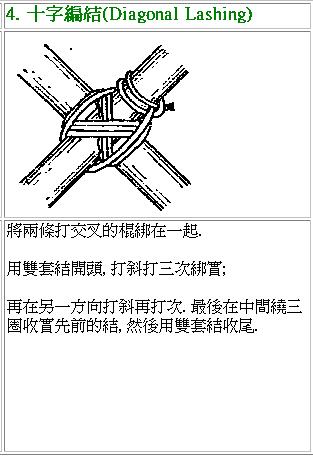 4. 十字編結(Diagonal Lashing)
將兩條打交叉的棍綁在一起.
用雙套結開頭, 打斜打三次綁實;
再在另一方向打斜再打次. 最後在中間繞三
圈收實先前的結, 然後用雙套結收尾.